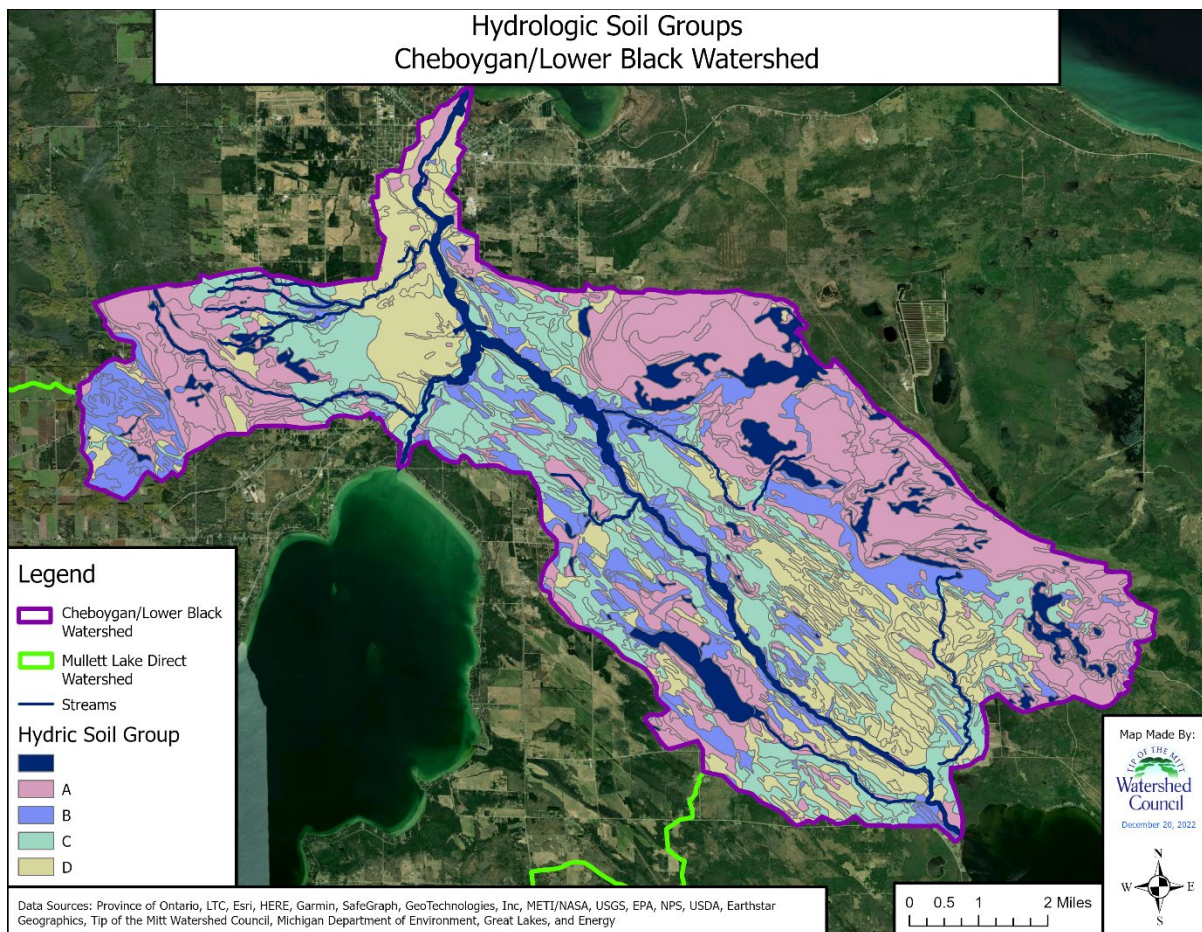 Hydrologic Soil Groups
Cheboygan/Lower Black Watershed
Legend
Cheboygan/Lower Black
Watershed
Mullett Lake Direct
Watershed
Streams
Hydric Soil Group
A
B
C
D
Map Made By:
TIP OF THE MITT
Watershed
Council
December 20, 2022
N
W
E
S
0 0.5 1 2 Miles
Data Sources: Province of Ontario, LTC, Esri, HERE, Garmin, SafeGraph, GeoTechnologies, Inc, METI/NASA, USGS, EPA, NPS, USDA, Earthstar
Geographics, Tip of the Mitt Watershed Council, Michigan Department of Environment, Great Lakes, and Energy